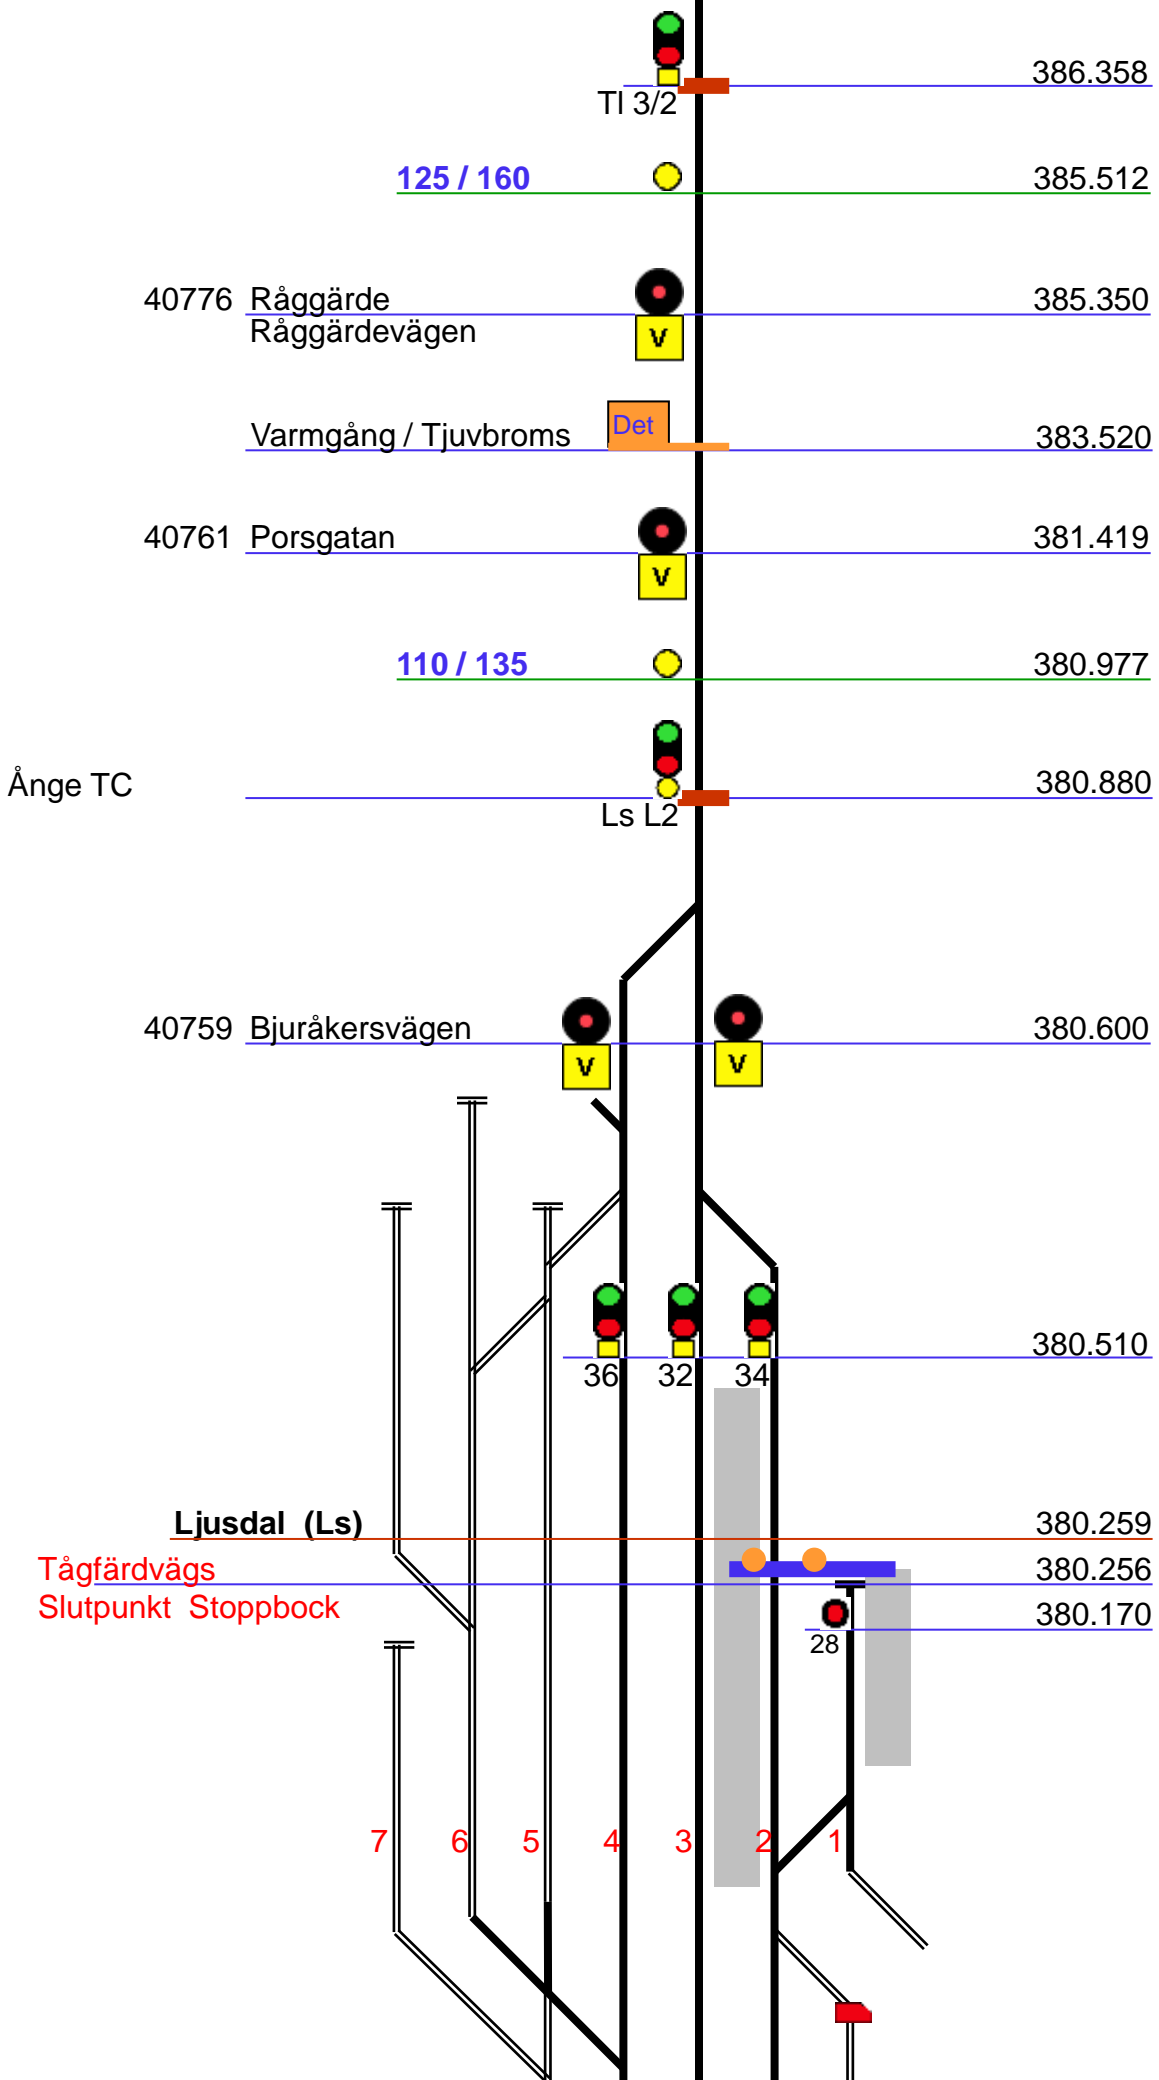 386.358
Tl 3/2
125 / 160
385.512
40776 Råggärde
385.350
Råggärdevägen
V
Varmgång / Tjuvbroms
Det
383.520
40761 Porsgatan
381.419
V
110 / 135
380.977
Ånge TC
380.880
Ls L2
40759 Bjuråkersvägen
380.600
V
V
380.510
36
32
34
Ljusdal (Ls)
380.259
Tågfärdvägs
380.256
Slutpunkt Stoppbock
380.170
28
7
6
5
4
3
2
1